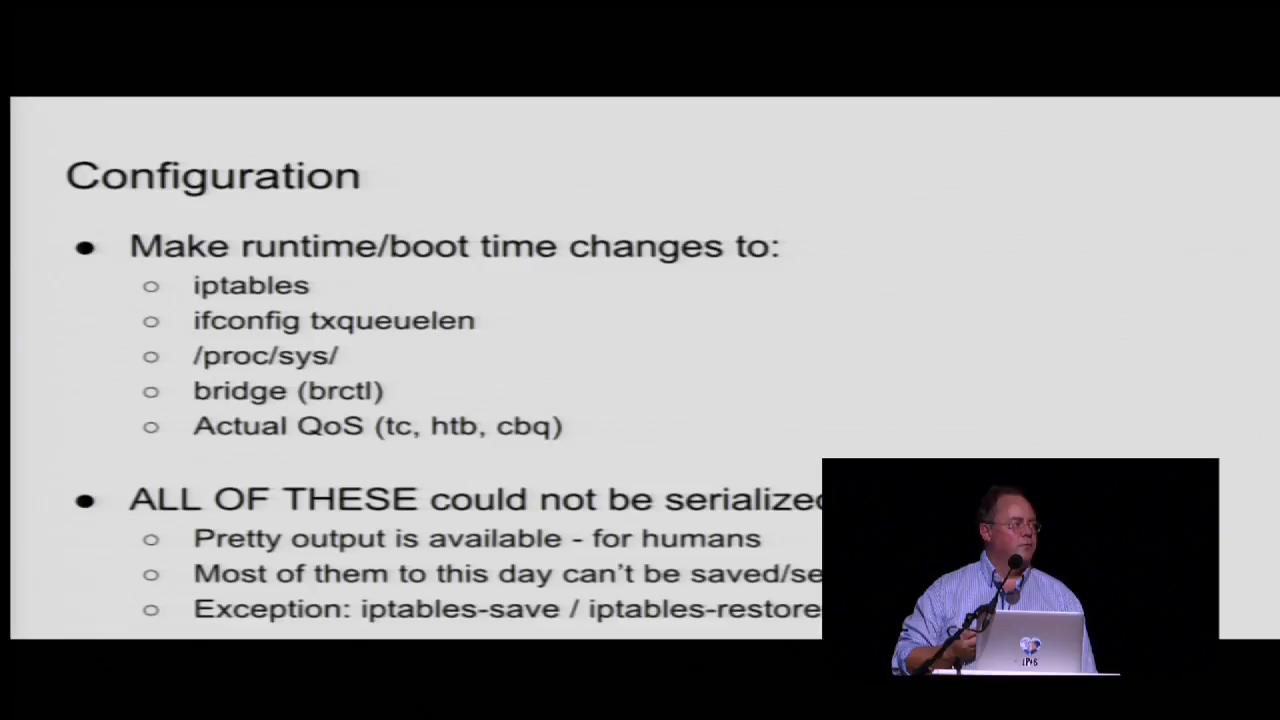 Configuration
● Make runtime/boot time changes to:
○ iptables
○ ifconfig txqueuelen
○ /proc/sys/
○ bridge (brctl)
○ Actual QoS (tc, htb, cbq)
● ALL OF THESE could not be serialized
○ Pretty output is available - for humans
○ Most of them to this day can't be saved/se
○ Exception: iptables-save / iptables-restore